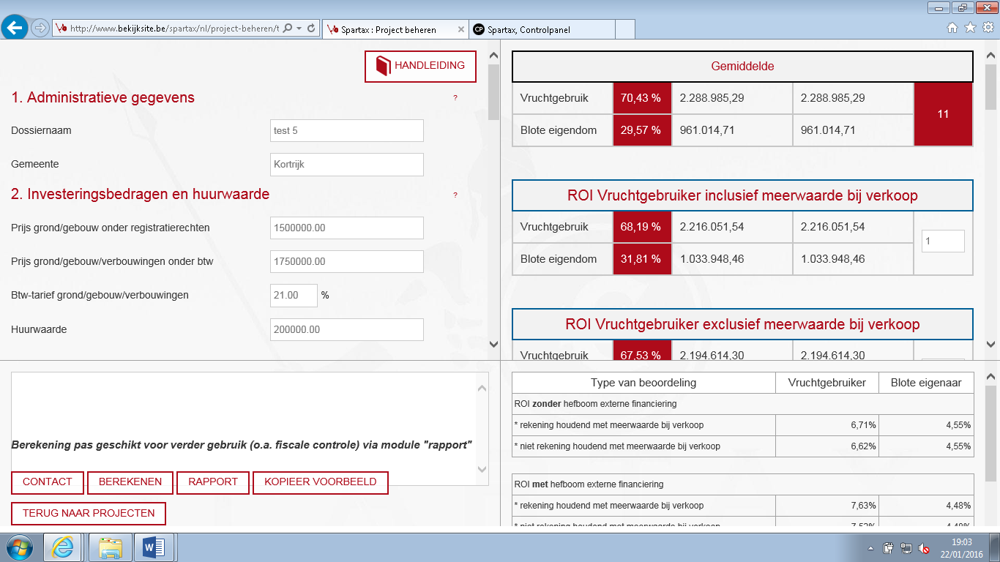 http://www.bekijksite.be/spartax/nl/project-beheren/t
Spartax : Project beheren
CP Spartax, Controlpanel
HANDLEIDING
1. Administratieve gegevens ?
Dossiernaam test 5
Gemeente Kortrijk
2. Investeringsbedragen en huurwaarde ?
Prijs grond/gebouw onder registratierechten 1500000.00
Prijs grond/gebouw/verbouwingen onder btw 1750000.00
Btw-tarief grond/gebouw/verbouwingen 21.00 %
Huurwaarde 200000.00
Gemiddelde
Vruchtgebruik 70,43 % 2.288.985,29 2.288.985,29
11
Blote eigendom 29,57 % 961.014,71 961.014,71
ROI Vruchtgebruiker inclusief meerwaarde bij verkoop
Vruchtgebruik 68,19 % 2.216.051,54 2.216.051,54
1
Blote eigendom 31,81 % 1.033.948,46 1.033.948,46
ROI Vruchtgebruiker exclusief meerwaarde bij verkoop
Vruchtgebruik 67,53 % 2.194.614,30 2.194.614,30
Berekening pas geschikt voor verder gebruik (o.a. fiscale controle) via module "rapport"
CONTACT BEREKENEN RAPPORT KOPIEER VOORBEELD
TERUG NAAR PROJECTEN
Type van beoordeling Vruchtgebruiker Blote eigenaar
ROI zonder hefboom externe financiering
* rekening houdend met meerwaarde bij verkoop 6,71% 4,55%
* niet rekening houdend met meerwaarde bij verkoop 6,62% 4,55%
ROI met hefboom externe financiering
* rekening houdend met meerwaarde bij verkoop 7,63% 4,48%
* niet rekening houdend met meerwaarde bij verkoop 7,52% 4,48%
19:03
22/01/2016